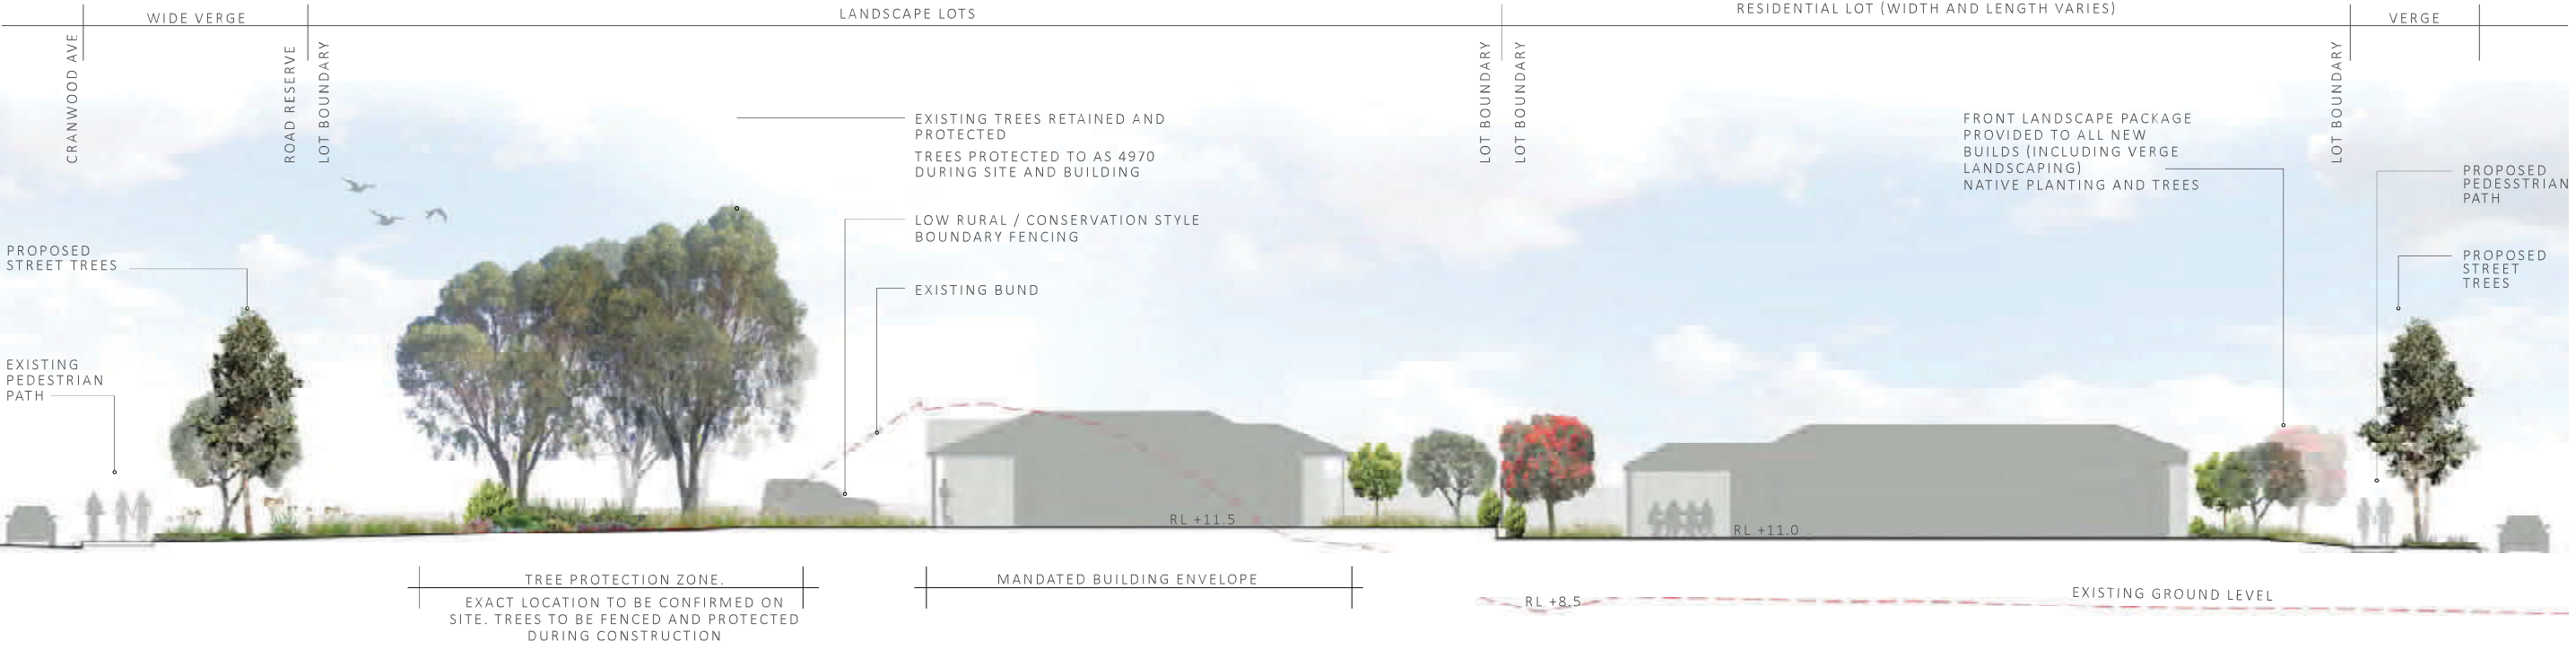 WIDE VERGE
LANDSCAPE LOTS
RESIDENTIAL LOT (WIDTH AND LENGTH VARIES)
VERGE
CRANWOOD AVE
ROAD RESERVE
LOT BOUNDARY
LOT BOUNDARY
LOT BOUNDARY
LOT BOUNDARY
EXISTING TREES RETAINED AND
PROTECTED
TREES PROTECTED TO AS 4970
DURING SITE AND BUILDING
LOW RURAL / CONSERVATION STYLE
BOUNDARY FENCING
EXISTING BUND
FRONT LANDSCAPE PACKAGE
PROVIDED TO ALL NEW
BUILDS (INCLUDING VERGE
LANDSCAPING)
NATIVE PLANTING AND TREES
PROPOSED
PEDESSTRIAN
PATH
PROPOSED
STREET
TREES
PROPOSED
STREET TREES
EXISTING
PEDESTRIAN
PATH
RL +11.5
RL +11.0
TREE PROTECTION ZONE.
EXACT LOCATION TO BE CONFIRMED ON
SITE. TREES TO BE FENCED AND PROTECTED
DURING CONSTRUCTION
MANDATED BUILDING ENVELOPE
RL +8.5
EXISTING GROUND LEVEL